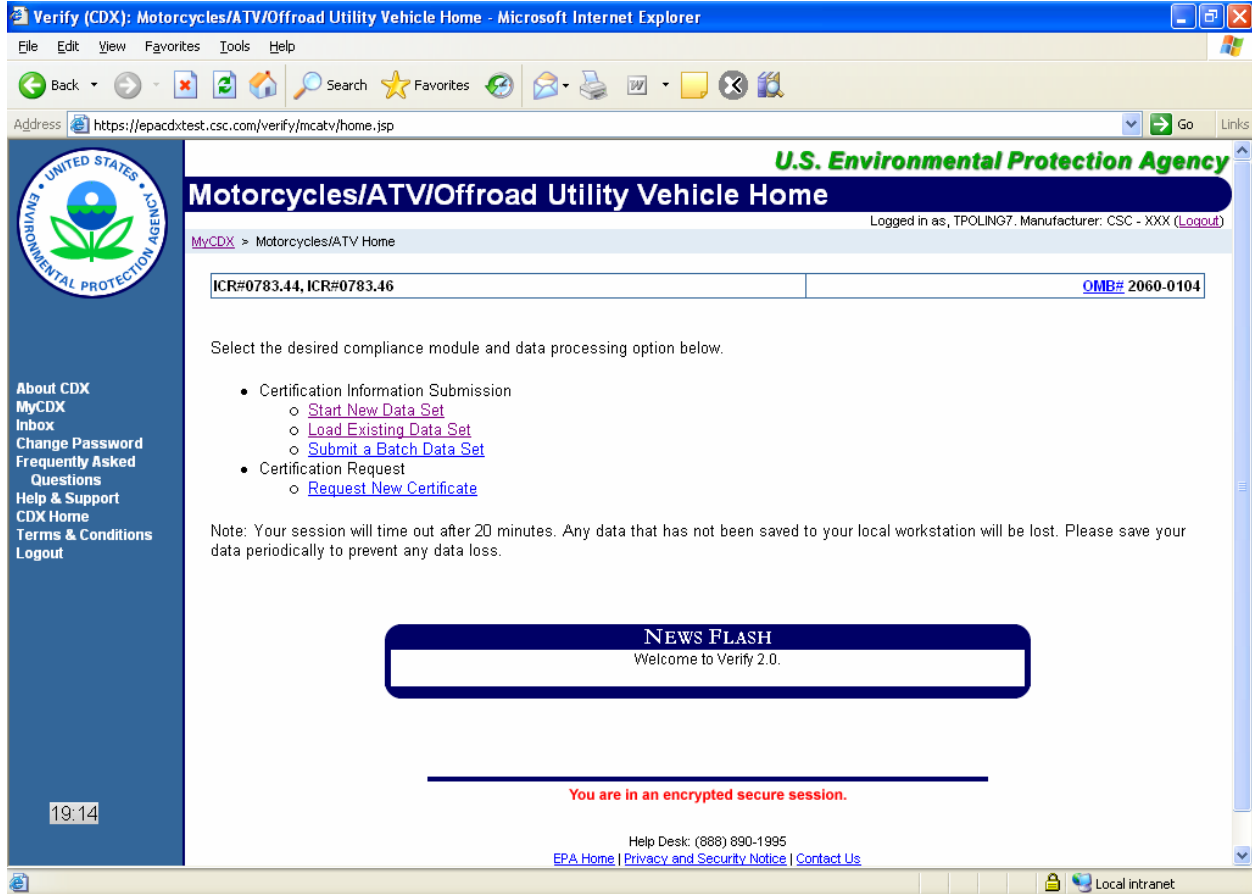 Verify (CDX): Motorcycles/ATV/Offroad Utility Vehicle Home - Microsoft Internet Explorer
File Edit View Favorites Tools Help
Back Search Favorites
Address https://epacdxtest.csc.com/verify/mcatv/home.jsp Go Links
UNITED STATES ENVIRONMENTAL PROTECTION AGENCY
U.S. Environmental Protection Agency
Motorcycles/ATV/Offroad Utility Vehicle Home
Logged in as, TPOLING7. Manufacturer: CSC - XXX (Logout)
MyCDX > Motorcycles/ATV Home
ICR#0783.44, ICR#0783.46 OMB# 2060-0104
Select the desired compliance module and data processing option below.
About CDX
MyCDX
Inbox
Change Password
Frequently Asked
Questions
Help & Support
CDX Home
Terms & Conditions
Logout
Certification Information Submission
Start New Data Set
Load Existing Data Set
Submit a Batch Data Set
Certification Request
Request New Certificate
Note: Your session will time out after 20 minutes. Any data that has not been saved to your local workstation will be lost. Please save your
data periodically to prevent any data loss.
NEWS FLASH
Welcome to Verify 2.0.
19:14
You are in an encrypted secure session.
Help Desk: (888) 890-1995
EPA Home | Privacy and Security Notice | Contact Us
Local intranet